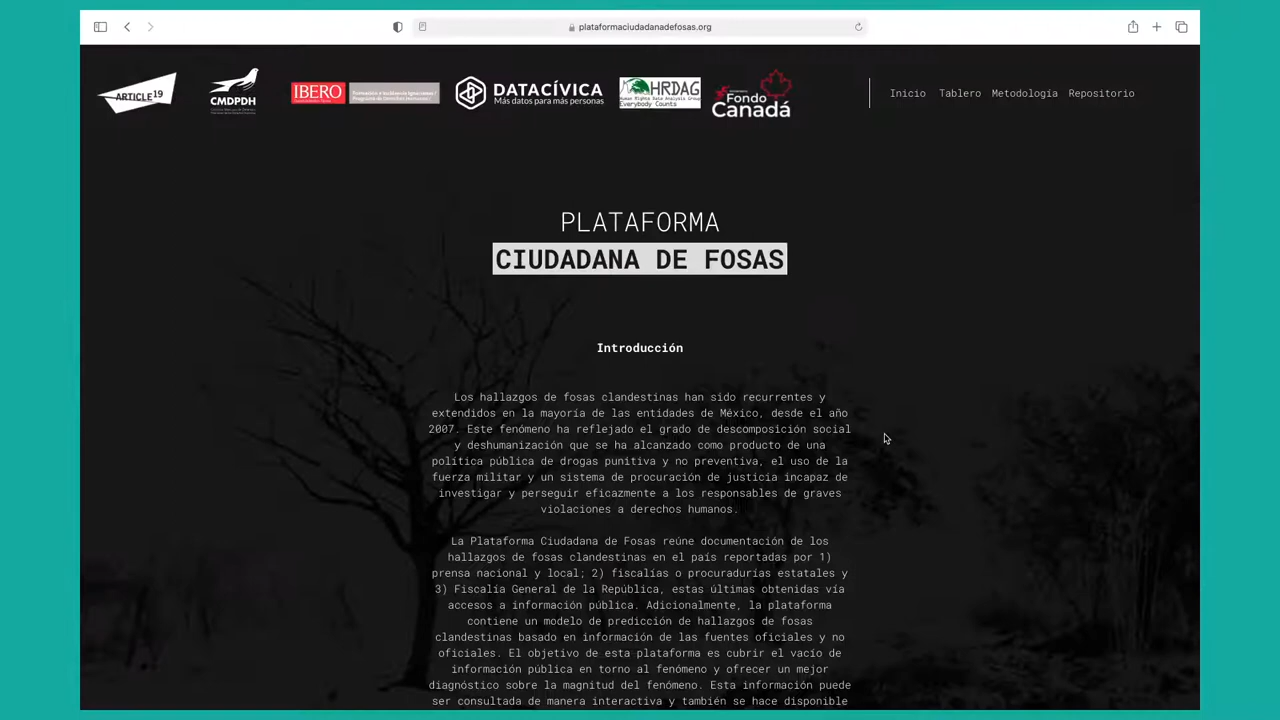 plataformaciudadanadefosas.org
ARTICLE19
CMDPDH
IBERO
DATACÍVICA
Más datos para más personas
HRDAG
Human Rights Data Analysis Group
Everybody Counts
Fondo
Canadá
Inicio Tablero Metodología Repositorio
PLATAFORMA
CIUDADANA DE FOSAS
Introducción
Los hallazgos de fosas clandestinas han sido recurrentes y
extendidos en la mayoría de las entidades de México, desde el año
2007. Este fenómeno ha reflejado el grado de descomposición social
y deshumanización que se ha alcanzado como producto de una
política pública de drogas punitiva y no preventiva, el uso de la
fuerza militar y un sistema de procuración de justicia incapaz de
investigar y perseguir eficazmente a los responsables de graves
violaciones a derechos humanos.
La Plataforma Ciudadana de Fosas reúne documentación de los
hallazgos de fosas clandestinas en el país reportadas por 1)
prensa nacional y local; 2) fiscalías o procuradurías estatales y
3) Fiscalía General de la República, estas últimas obtenidas vía
accesos a información pública. Adicionalmente, la plataforma
contiene un modelo de predicción de hallazgos de fosas
clandestinas basado en información de las fuentes oficiales y no
oficiales. El objetivo de esta plataforma es cubrir el vacío de
información pública en torno al fenómeno y ofrecer un mejor
diagnóstico sobre la magnitud del fenómeno. Esta información puede
ser consultada de manera interactiva y también se hace disponible